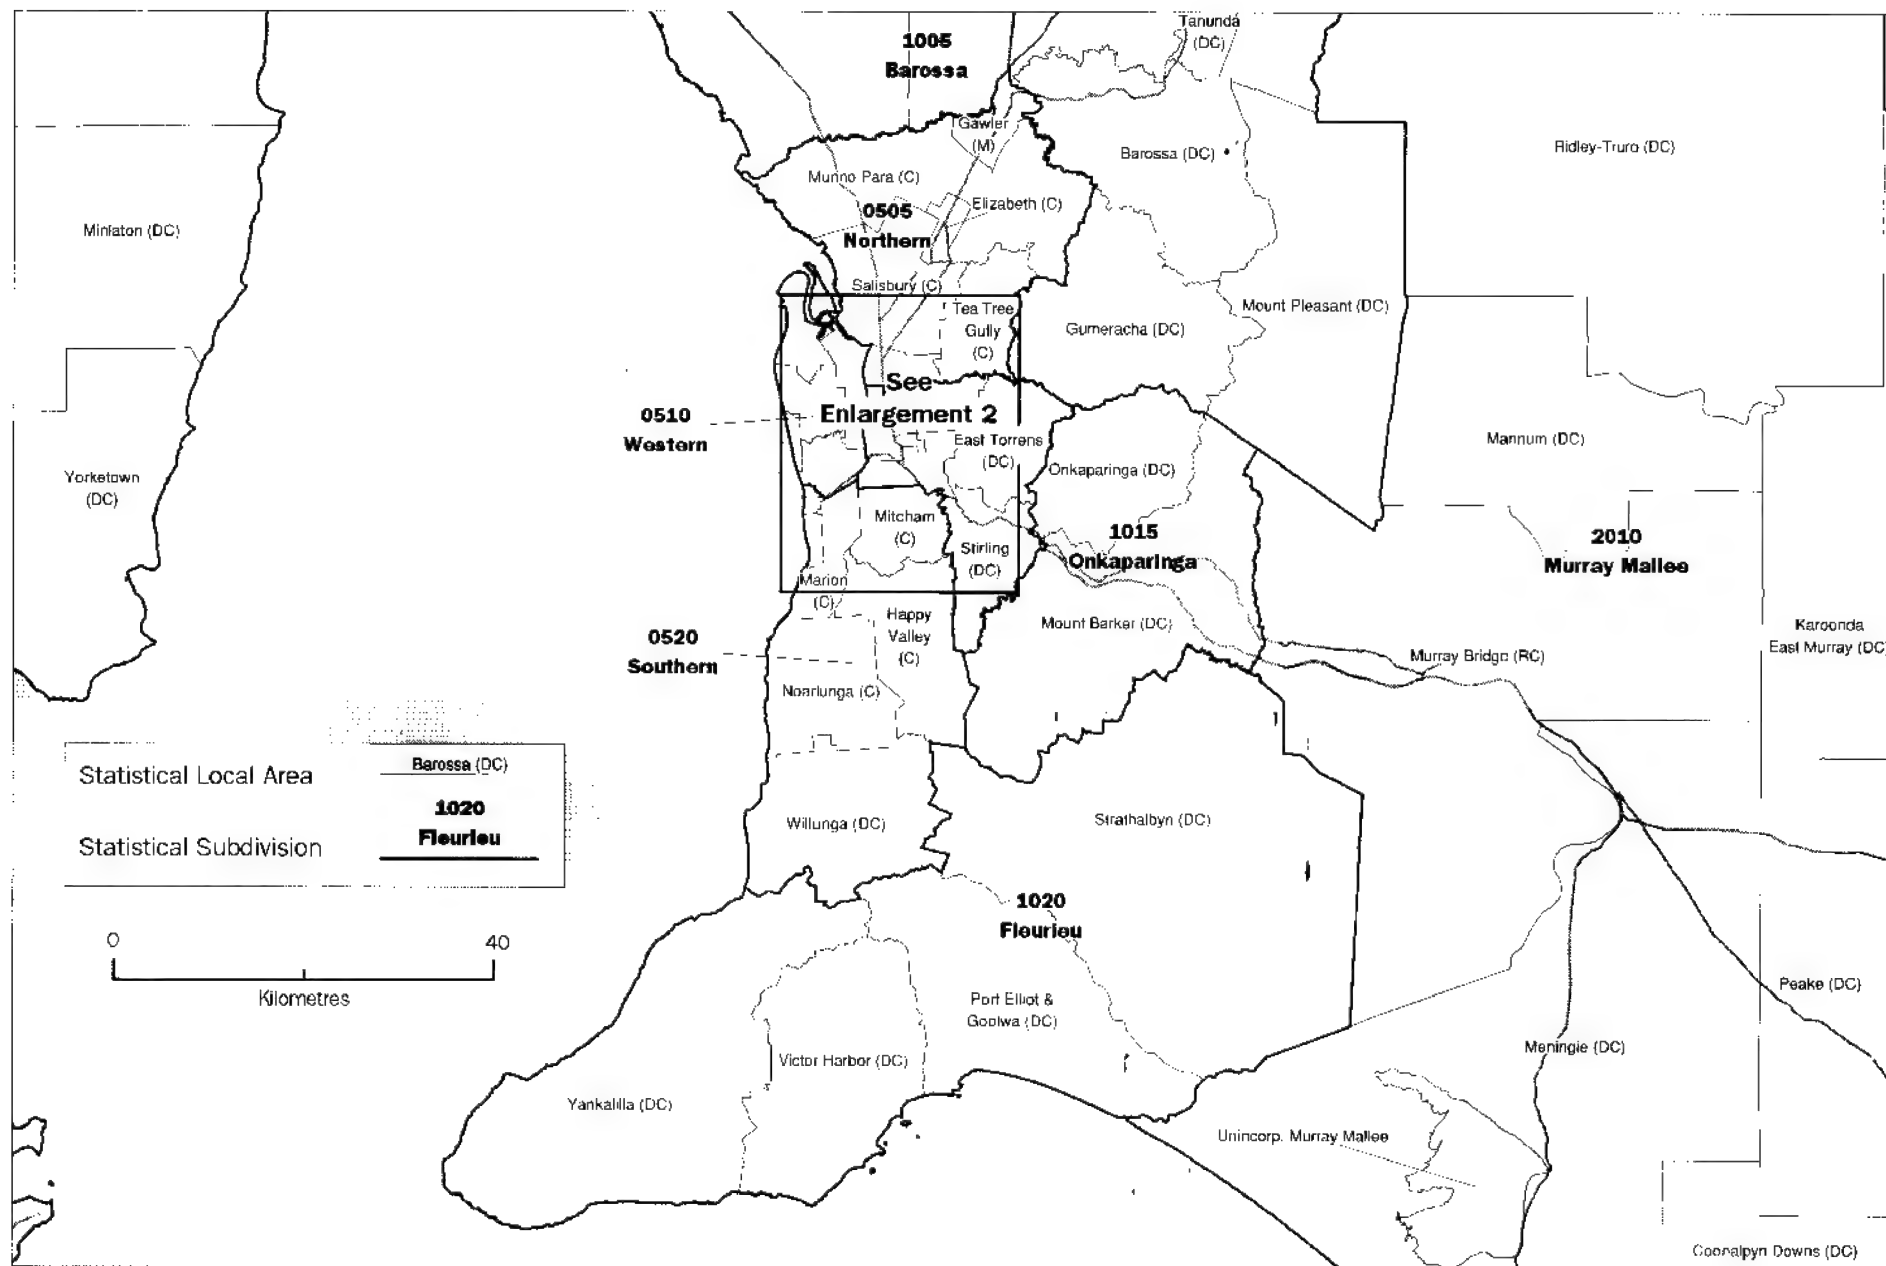 Tanunda
(DC)
1005
Barossa
Gawler
(M)
Barossa (DC)
Ridley-Truro (DC)
Munno Para (C)
Elizabeth (C)
0505
Northern
Minlaton (DC)
Salisbury (C)
Tea Tree
Gully
(C)
Gumeracha (DC)
Mount Pleasant (DC)
See
Enlargement 2
0510
Western
East Torrens
(DC)
Onkaparinga (DC)
Mannum (DC)
Yorketown
(DC)
Mitcham
(C)
Stirling
(DC)
1015
Onkaparinga
2010
Murray Mallee
Marion
(C)
Happy
Valley
(C)
Mount Barker (DC)
Karoonda
East Murray (DC)
0520
Southern
Murray Bridge (RC)
Noarlunga (C)
Statistical Local Area
Barossa (DC)
1020
Fleurieu
Statistical Subdivision
Willunga (DC)
Strathalbyn (DC)
1020
Fleurieu
0
40
Kilometres
Port Elliot &
Goolwa (DC)
Peake (DC)
Victor Harbor (DC)
Meningie (DC)
Yankalilla (DC)
Unincorp. Murray Mallee
Coonalpyn Downs (DC)